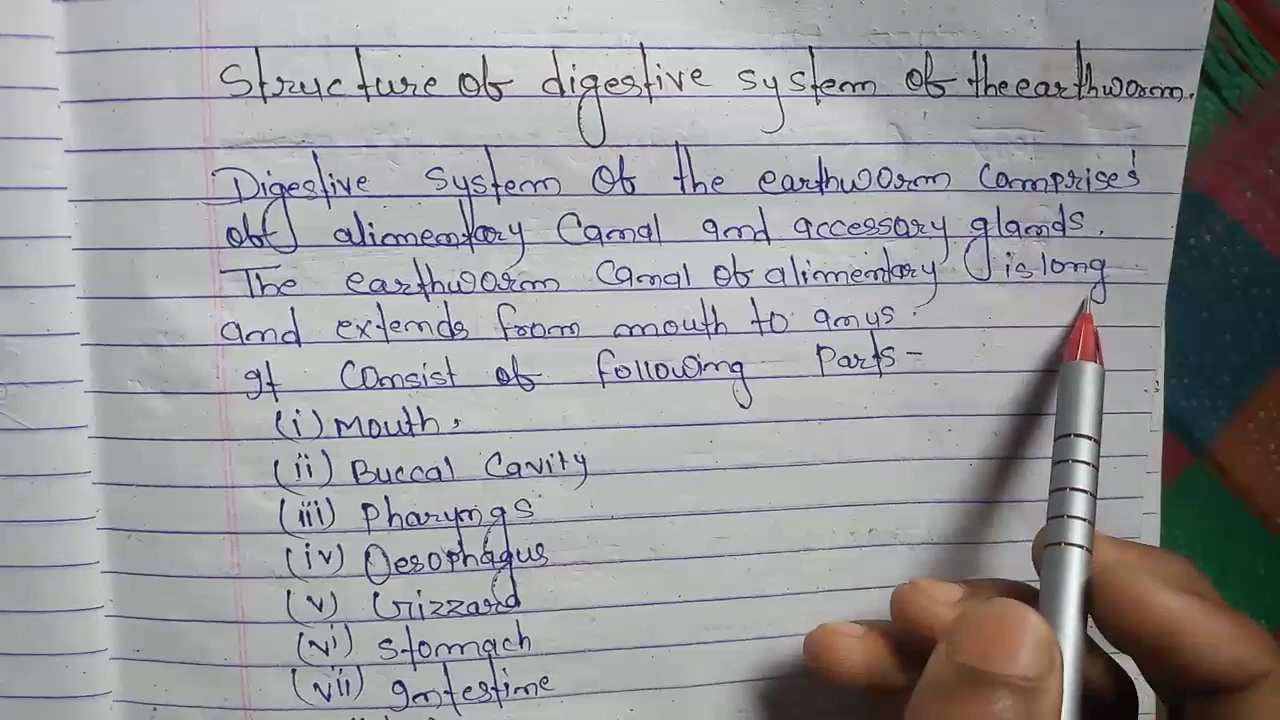 Structure of digestive system of the earthworm.
Digestive system of the earthworm comprises
of alimentary canal and accessary glands.
The earthworm canal of alimentary is long
and extends from mouth to anus.
It consist of following parts-
(i) Mouth,
(ii) Buccal Cavity
(iii) Pharyngs
(iv) Oesophagus
(v) Gizzard
(vi) Stomach
(vii) Intestine